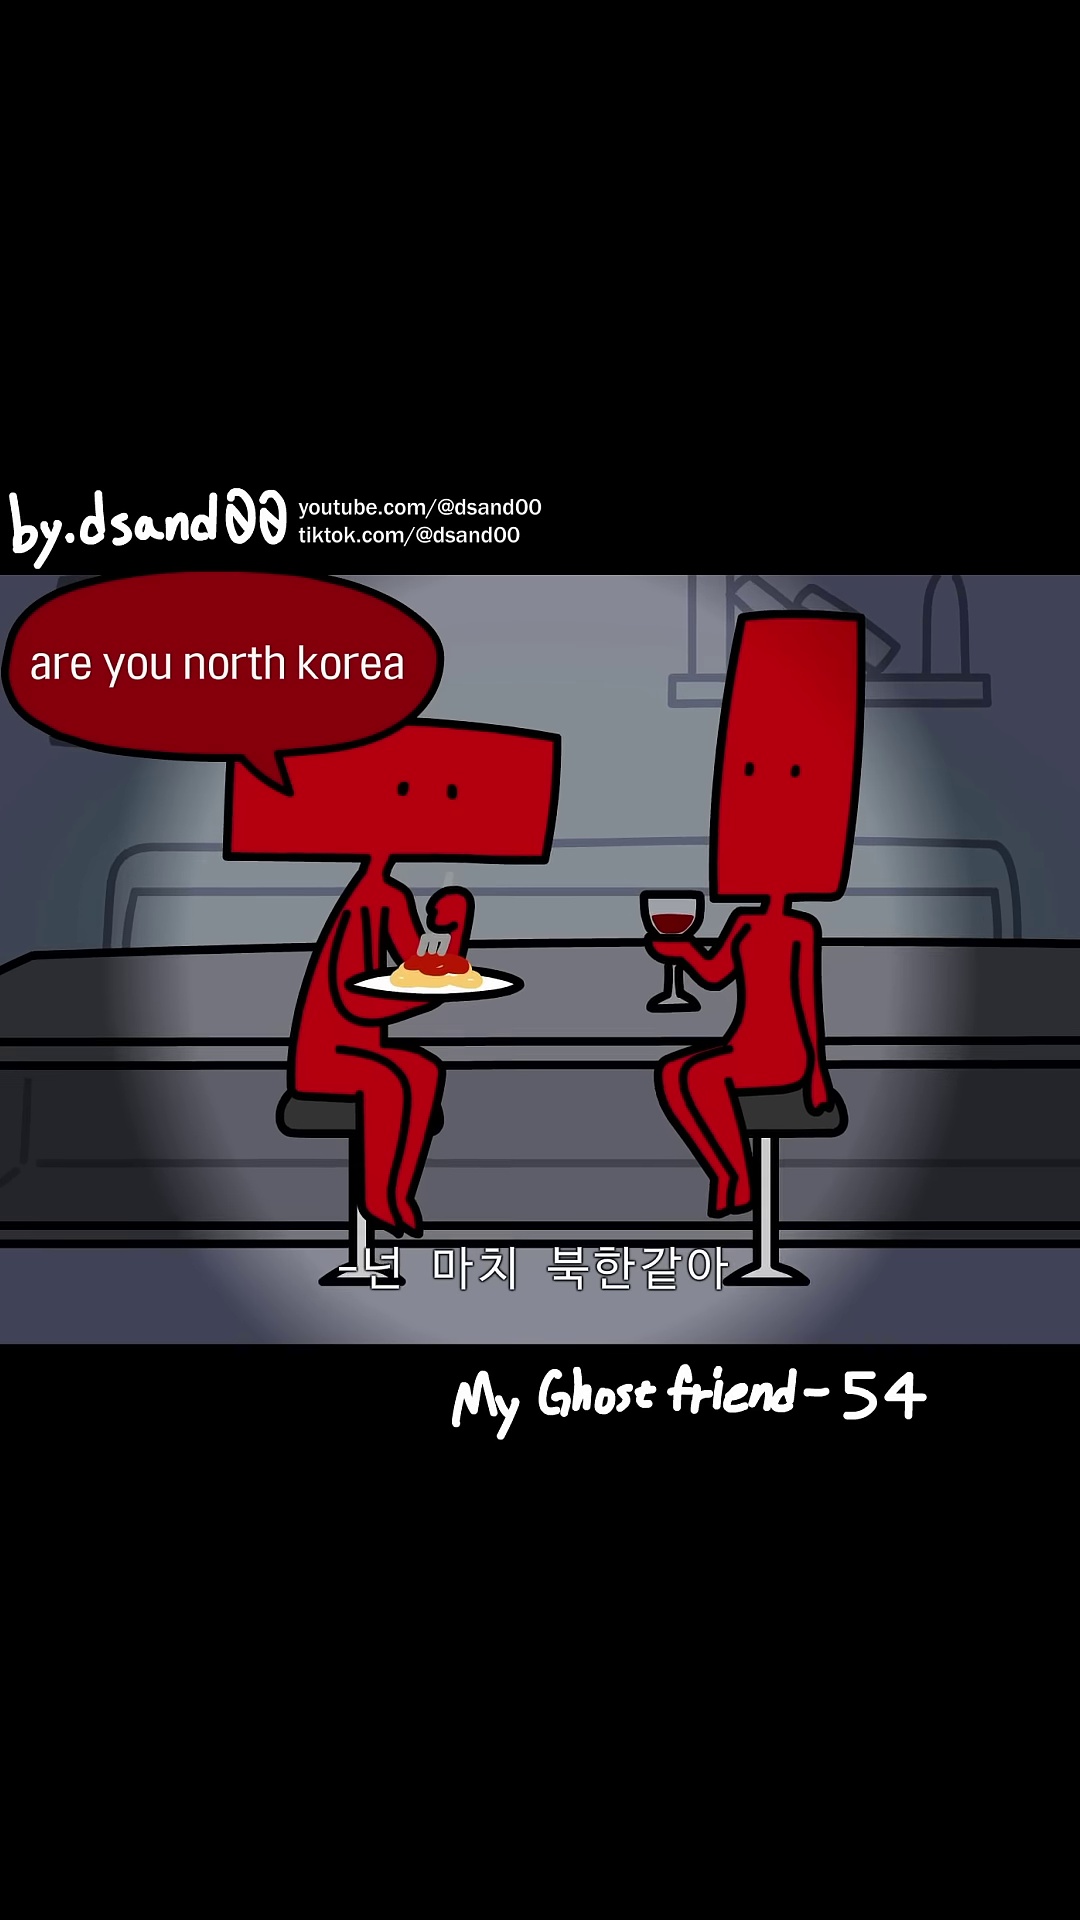 by.dsand00
youtube.com/@dsand00
tiktok.com/@dsand00
are you north korea
-넌 마치 북한같아
My Ghost friend-54